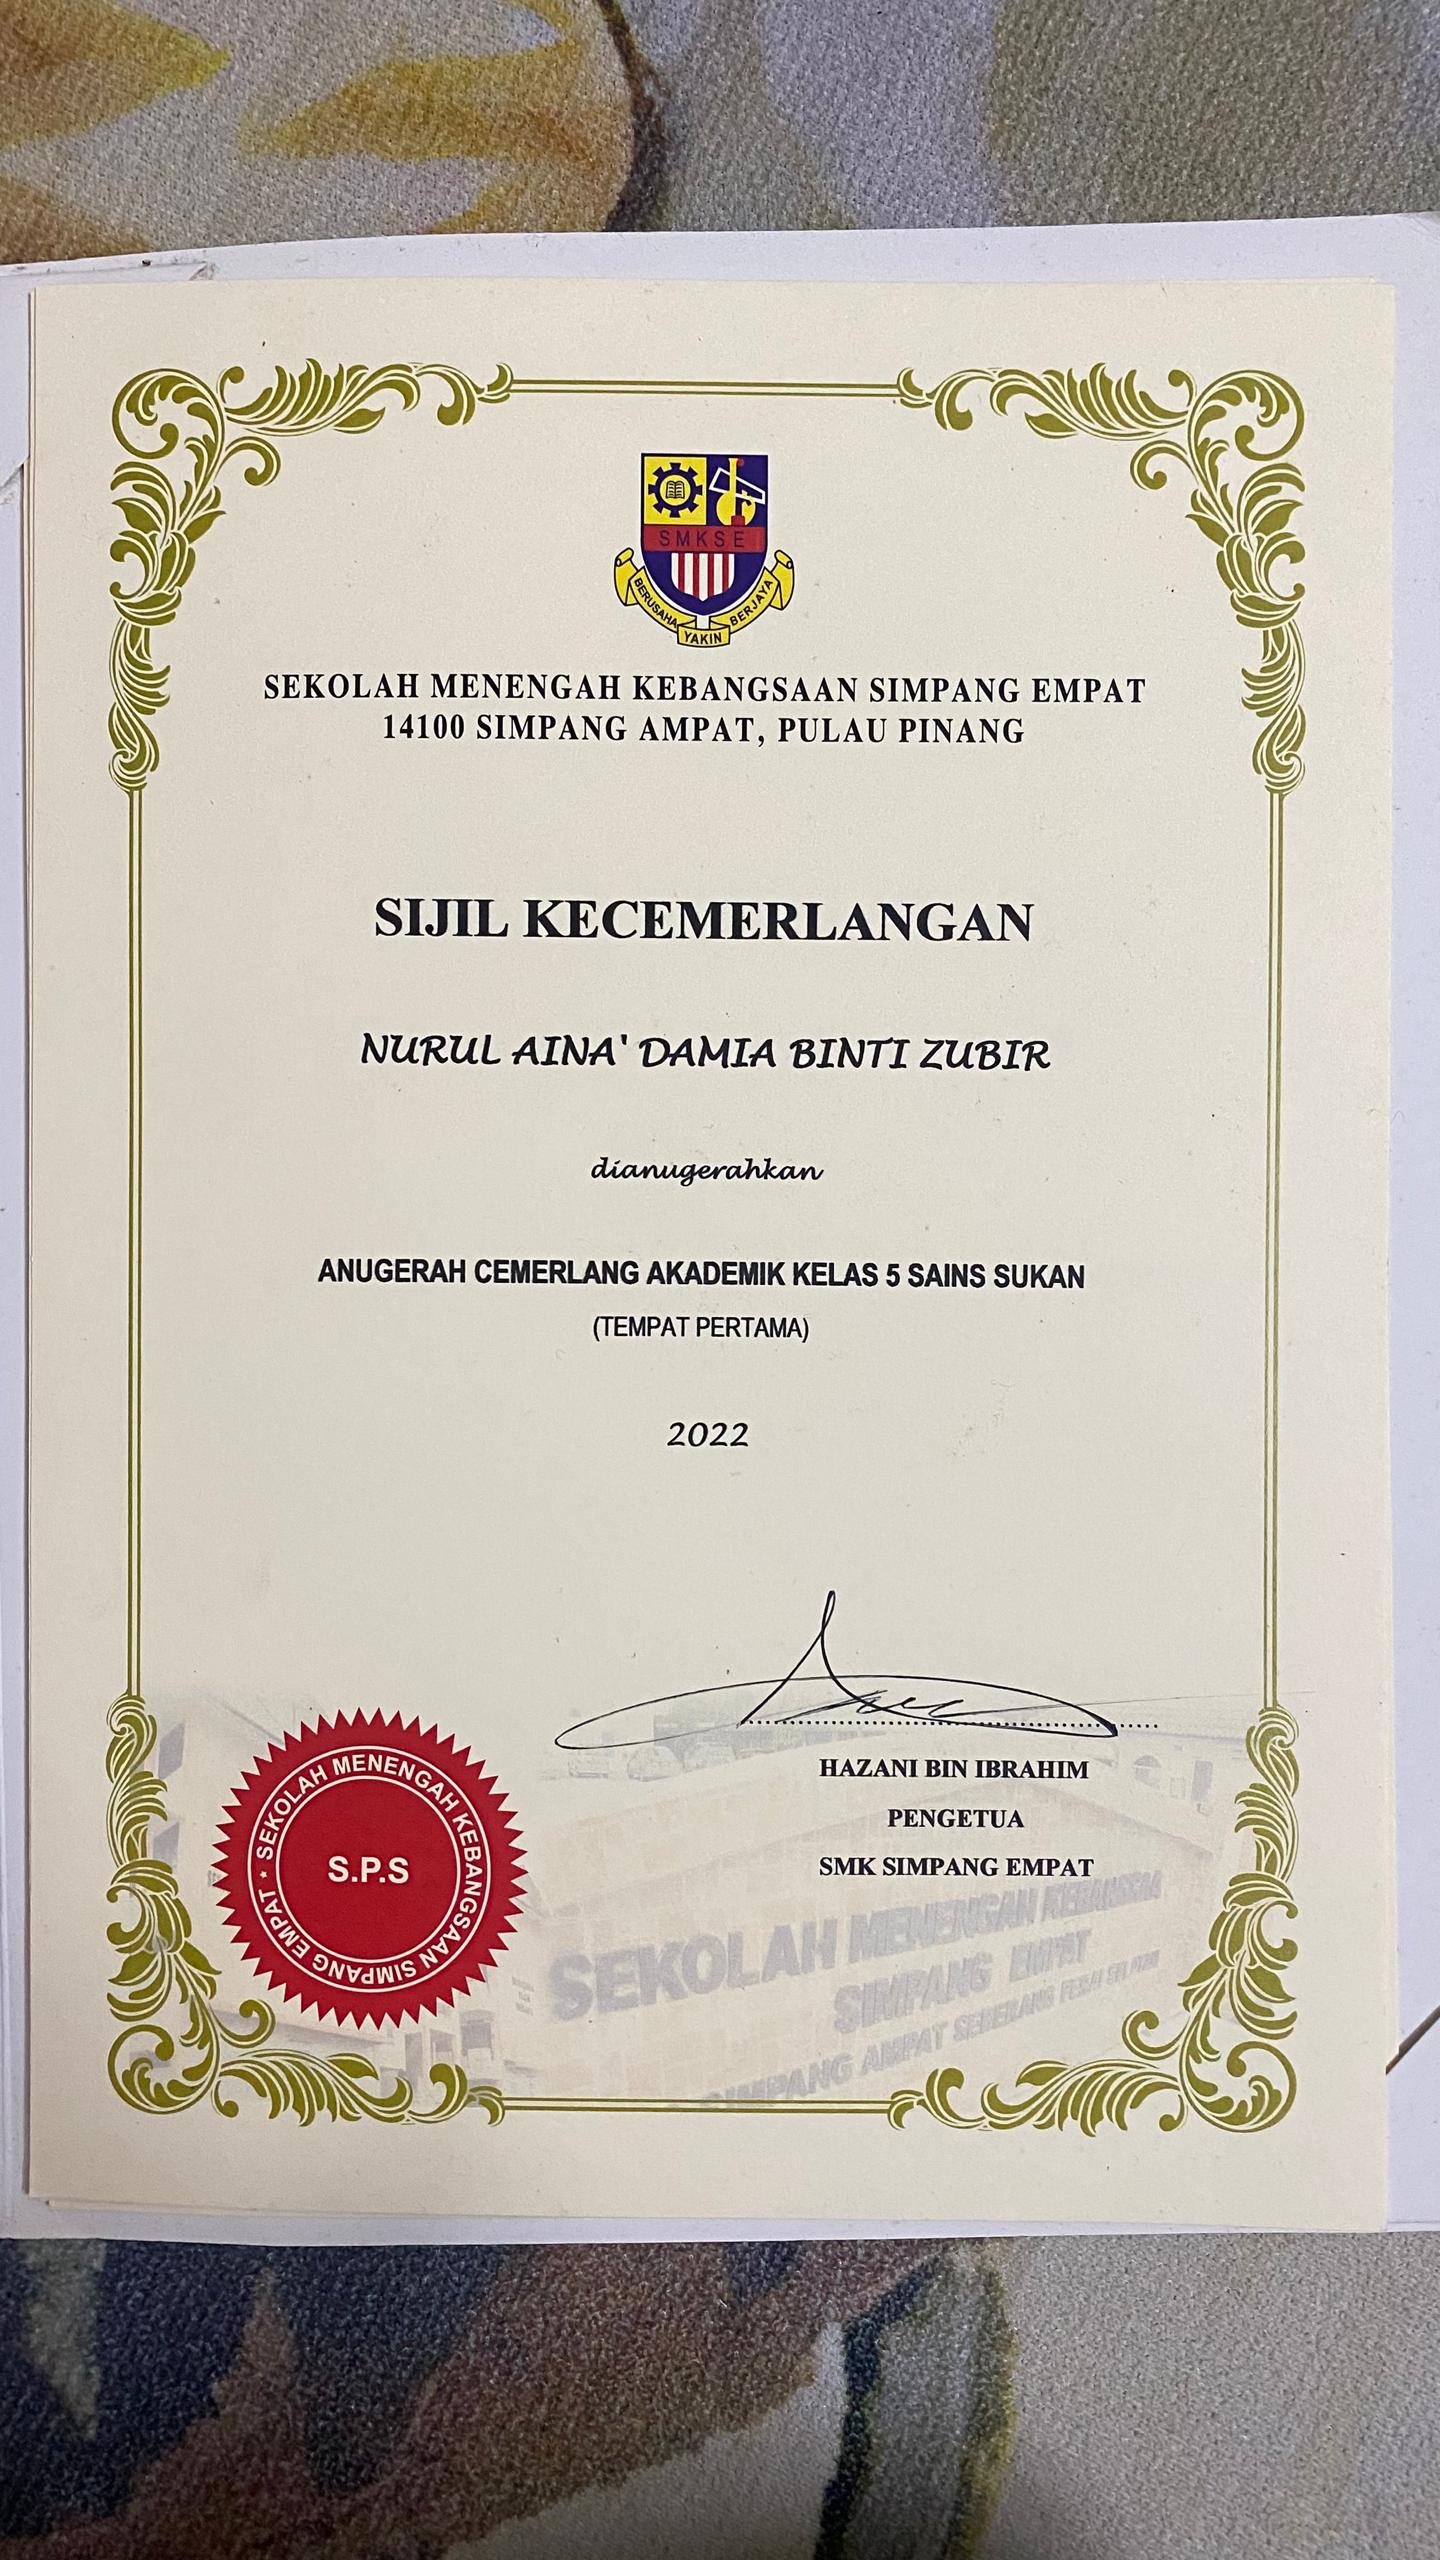 SMKSE
BERUSAHA YAKIN BERJAYA
SEKOLAH MENENGAH KEBANGSAAN SIMPANG EMPAT
14100 SIMPANG AMPAT, PULAU PINANG
SIJIL KECEMERLANGAN
NURUL AINA' DAMIA BINTI ZUBIR
dianugerahkan
ANUGERAH CEMERLANG AKADEMIK KELAS 5 SAINS SUKAN
(TEMPAT PERTAMA)
2022
HAZANI BIN IBRAHIM
PENGETUA
SMK SIMPANG EMPAT
SEKOLAH MENENGAH KEBANGSAAN SIMPANG EMPAT
S.P.S
SEKOLAH MENENGAH KEBANGSAAN
SIMPANG EMPAT
SIMPANG AMPAT SEBERANG